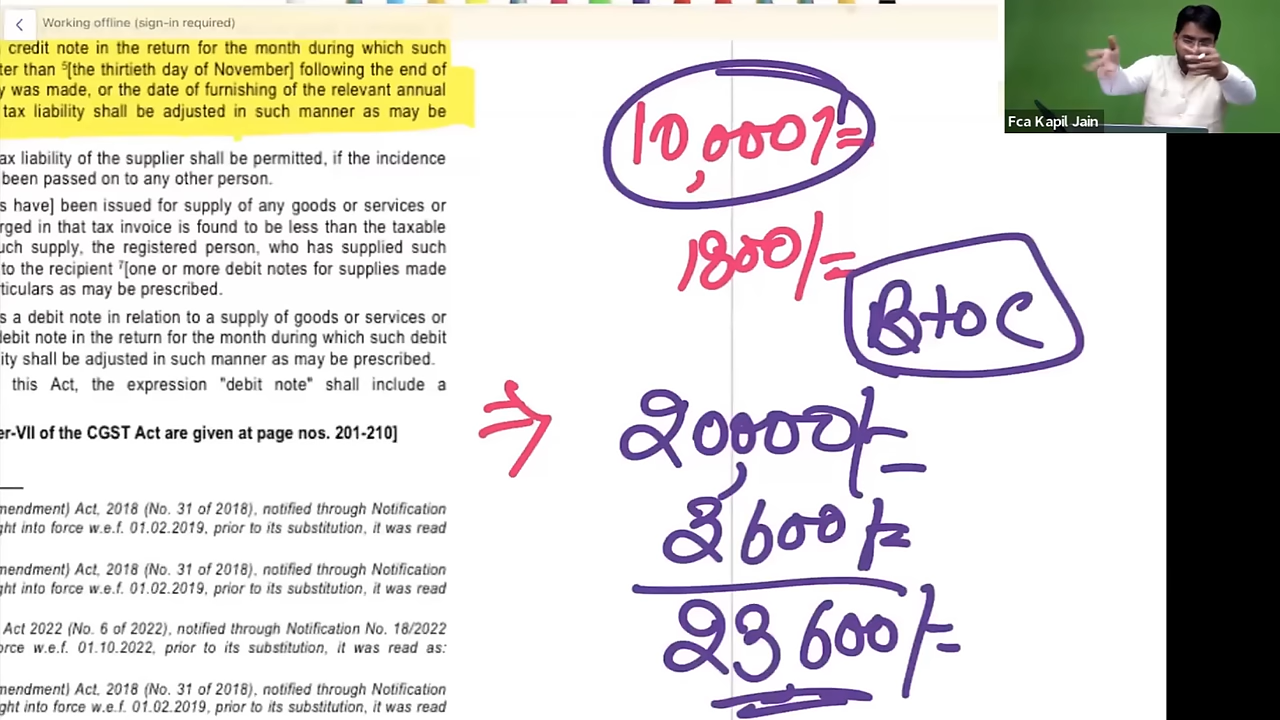 Working offline (sign-in required)
credit note in the return for the month during which such
ter than ⁵[the thirtieth day of November] following the end of
y was made, or the date of furnishing of the relevant annual
tax liability shall be adjusted in such manner as may be
ax liability of the supplier shall be permitted, if the incidence
been passed on to any other person.
s have] been issued for supply of any goods or services or
rged in that tax invoice is found to be less than the taxable
uch supply, the registered person, who has supplied such
to the recipient ⁷[one or more debit notes for supplies made
ticulars as may be prescribed.
s a debit note in relation to a supply of goods or services or
debit note in the return for the month during which such debit
ity shall be adjusted in such manner as may be prescribed.
this Act, the expression "debit note" shall include a
er-VII of the CGST Act are given at page nos. 201-210]
mendment) Act, 2018 (No. 31 of 2018), notified through Notification
ght into force w.e.f. 01.02.2019, prior to its substitution, it was read
mendment) Act, 2018 (No. 31 of 2018), notified through Notification
ght into force w.e.f. 01.02.2019, prior to its substitution, it was read
Act 2022 (No. 6 of 2022), notified through Notification No. 18/2022
orce w.e.f. 01.10.2022, prior to its substitution, it was read as:
mendment) Act, 2018 (No. 31 of 2018), notified through Notification
ght into force w.e.f. 01.02.2019, prior to its substitution, it was read
10,000/=
1800/=
B to C
⇒ 20,000/-
3600/=
23,600/-
Fca Kapil Jain